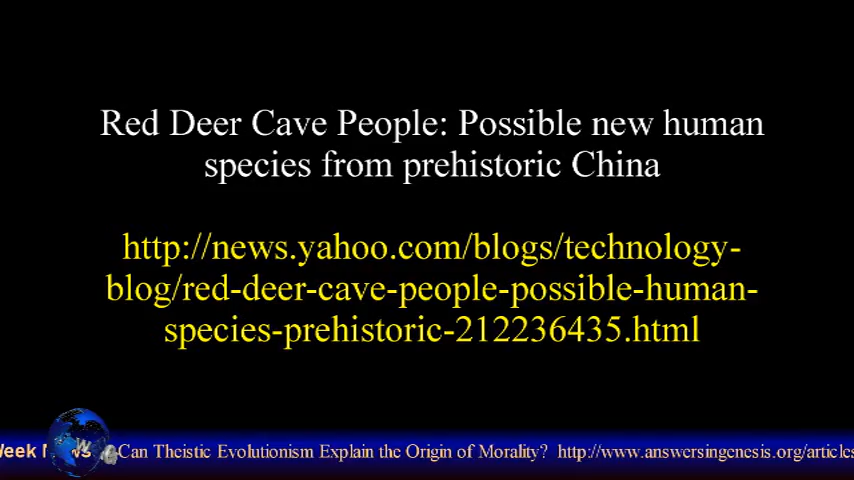 Red Deer Cave People: Possible new human
species from prehistoric China
http://news.yahoo.com/blogs/technology-
blog/red-deer-cave-people-possible-human-
species-prehistoric-212236435.html
Week Can Theistic Evolutionism Explain the Origin of Morality? http://www.answersingenesis.org/articles